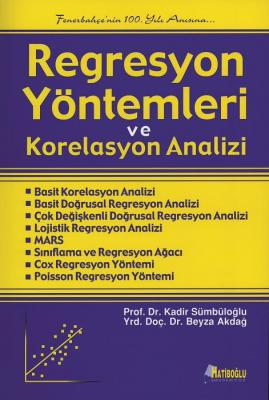 Fenerbahçe'nin 100. Yılı Anısına...
Regresyon
Yöntemleri
ve
Korelasyon Analizi
Basit Korelasyon Analizi
Basit Doğrusal Regresyon Analizi
Çok Değişkenli Doğrusal Regresyon Analizi
Lojistik Regresyon Analizi
MARS
Sınıflama ve Regresyon Ağacı
Cox Regresyon Yöntemi
Poisson Regresyon Yöntemi
Prof. Dr. Kadir Sümbüloğlu
Yrd. Doç. Dr. Beyza Akdağ
HATİBOĞLU